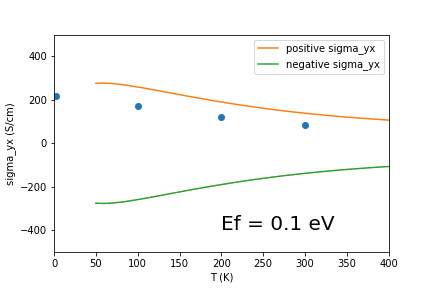 positive sigma_yx
negative sigma_yx
400
200
0
−200
−400
sigma_yx (S/cm)
Ef = 0.1 eV
0
50
100
150
200
250
300
350
400
T (K)